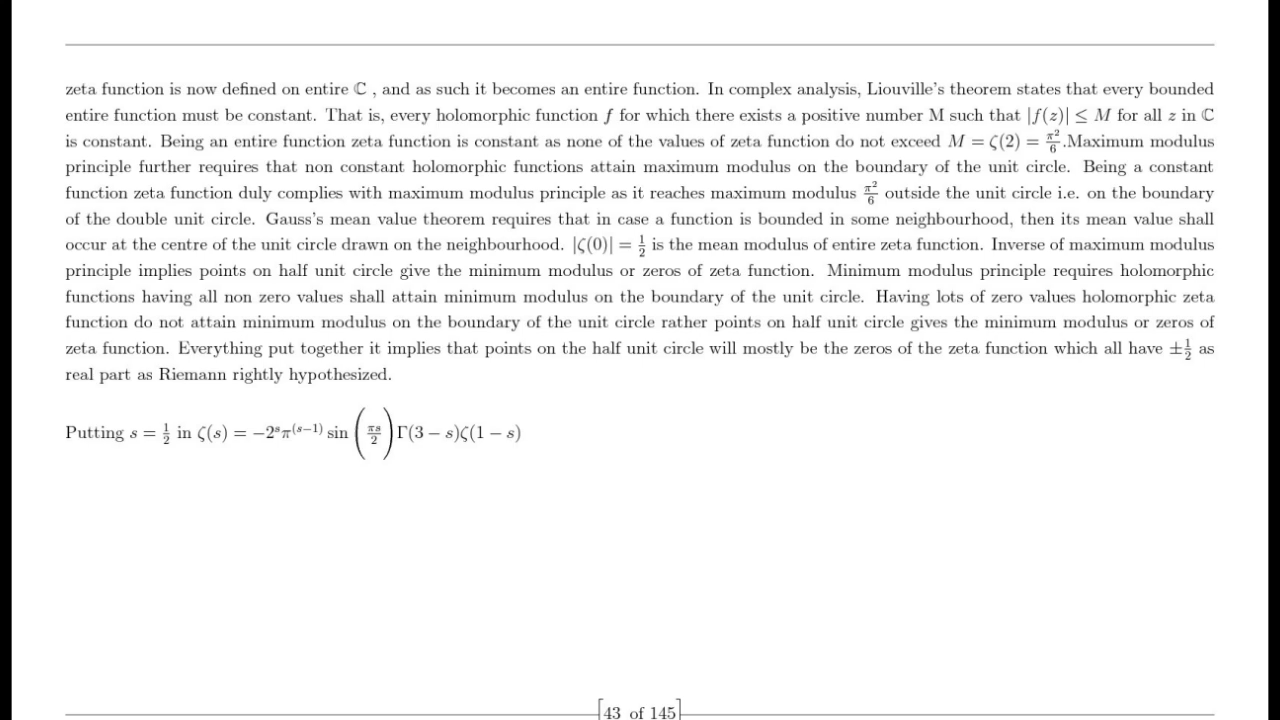 zeta function is now defined on entire ℂ , and as such it becomes an entire function. In complex analysis, Liouville's theorem states that every bounded
entire function must be constant. That is, every holomorphic function f for which there exists a positive number M such that |f(z)| ≤ M for all z in ℂ
is constant. Being an entire function zeta function is constant as none of the values of zeta function do not exceed M = ζ(2) = π²/6.Maximum modulus
principle further requires that non constant holomorphic functions attain maximum modulus on the boundary of the unit circle. Being a constant
function zeta function duly complies with maximum modulus principle as it reaches maximum modulus π²/6 outside the unit circle i.e. on the boundary
of the double unit circle. Gauss's mean value theorem requires that in case a function is bounded in some neighbourhood, then its mean value shall
occur at the centre of the unit circle drawn on the neighbourhood. |ζ(0)| = 1/2 is the mean modulus of entire zeta function. Inverse of maximum modulus
principle implies points on half unit circle give the minimum modulus or zeros of zeta function. Minimum modulus principle requires holomorphic
functions having all non zero values shall attain minimum modulus on the boundary of the unit circle. Having lots of zero values holomorphic zeta
function do not attain minimum modulus on the boundary of the unit circle rather points on half unit circle gives the minimum modulus or zeros of
zeta function. Everything put together it implies that points on the half unit circle will mostly be the zeros of the zeta function which all have ±1/2 as
real part as Riemann rightly hypothesized.
Putting s = 1/2 in ζ(s) = −2^s π^(s−1) sin(πs/2)Γ(3 − s)ζ(1 − s)
[43 of 145]